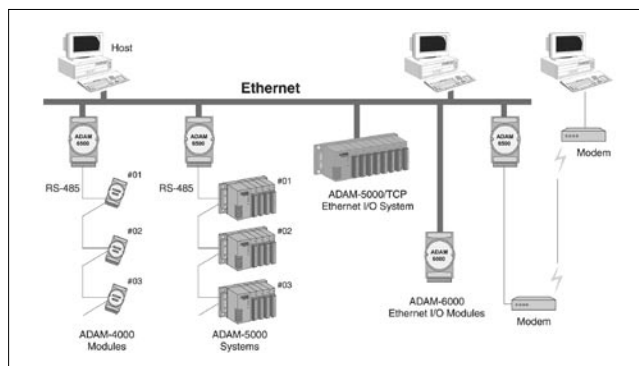 Host
Ethernet
ADAM
6500
ADAM
6500
ADAM
6500
Modem
RS-485
#01
RS-485
#01
ADAM-5000/TCP
Ethernet I/O System
#02
#02
ADAM
6000
#03
#03
ADAM-6000
Ethernet I/O Modules
Modem
ADAM-4000
Modules
ADAM-5000
Systems